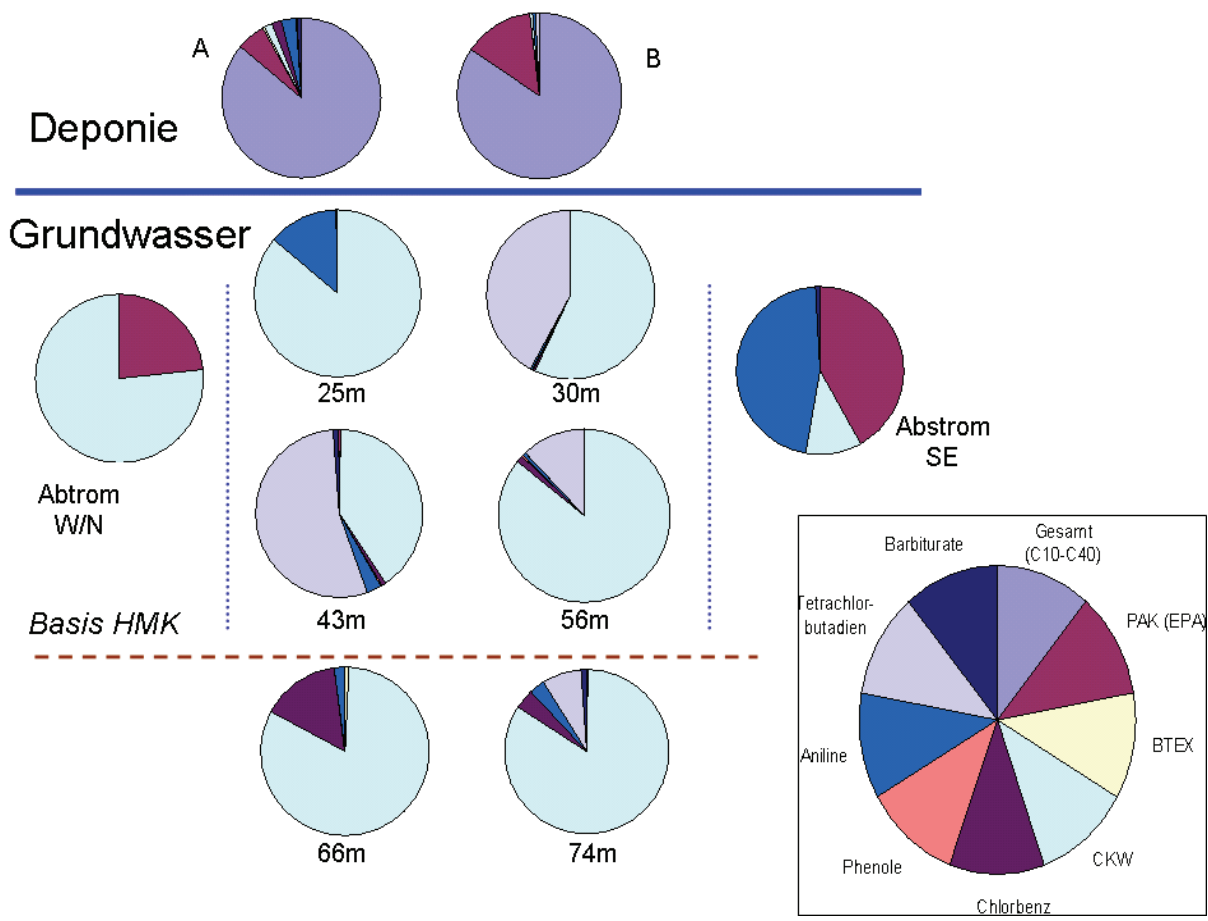 A
B
Deponie
Grundwasser
25m
30m
Abtrom
W/N
Abstrom
SE
43m
56m
Basis HMK
66m
74m
Gesamt
(C10-C40)
Barbiturate
PAK (EPA)
Tetrachlor-
butadien
BTEX
Aniline
CKW
Phenole
Chlorbenz